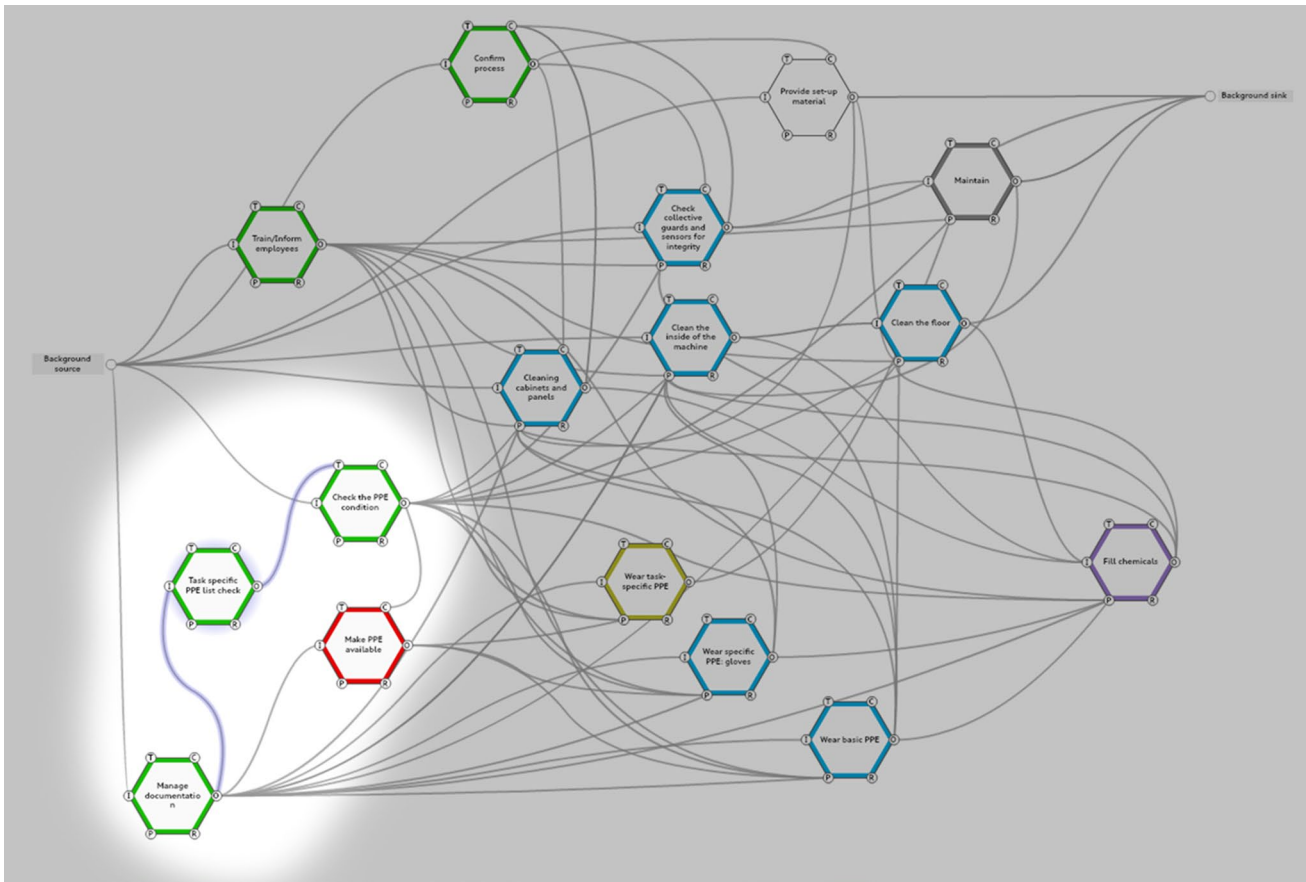 T
C
Confirm
process
I
O
P
R
T
C
Provide set-up
material
I
O
P
R
Background sink
T
C
Maintain
I
O
P
R
T
C
Train/Inform
employees
I
O
P
R
T
C
Check
collective
guards and
sensors for
integrity
I
O
P
R
T
C
Clean the floor
I
O
P
R
T
C
Clean the
inside of the
machine
I
O
P
R
Background
source
T
C
Cleaning
cabinets and
panels
I
O
P
R
T
C
Check the PPE
condition
I
O
P
R
T
C
Task specific
PPE list check
I
O
P
R
T
C
Wear task-
specific PPE
I
O
P
R
T
C
Fill chemicals
I
O
P
R
T
C
Make PPE
available
I
O
P
R
T
C
Wear specific
PPE: gloves
I
O
P
R
T
C
Wear basic PPE
I
O
P
R
T
C
Manage
documentatio
n
I
O
P
R